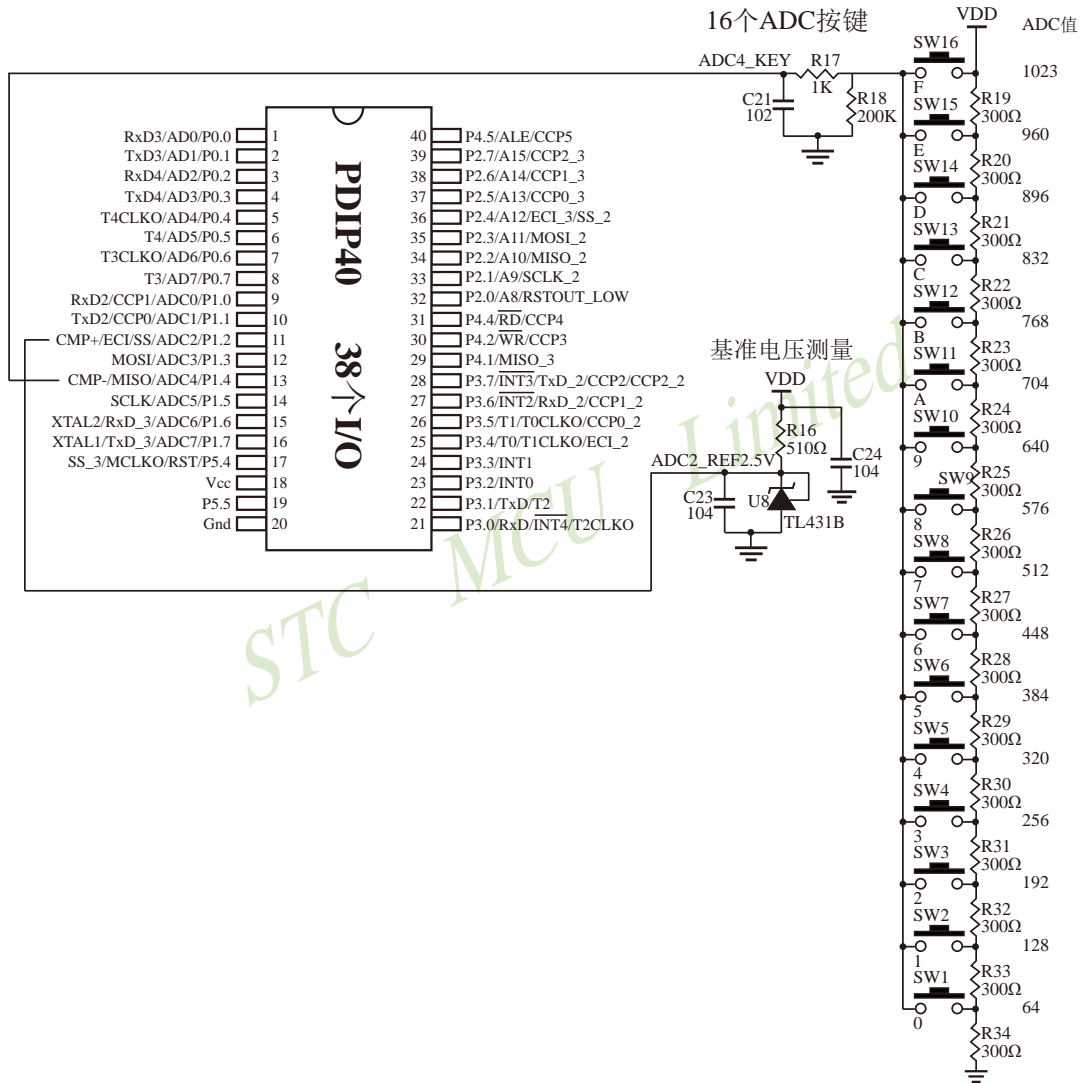 16个ADC按键
VDD
ADC值
ADC4_KEY
R17
1K
C21
102
R18
200K
SW16
F
1023
R19
300Ω
SW15
E
960
R20
300Ω
SW14
D
896
R21
300Ω
SW13
C
832
R22
300Ω
SW12
B
768
R23
300Ω
SW11
A
704
R24
300Ω
SW10
9
640
R25
300Ω
SW9
8
576
R26
300Ω
SW8
7
512
R27
300Ω
SW7
6
448
R28
300Ω
SW6
5
384
R29
300Ω
SW5
4
320
R30
300Ω
SW4
3
256
R31
300Ω
SW3
2
192
R32
300Ω
SW2
1
128
R33
300Ω
SW1
0
64
R34
300Ω
PDIP40 38个I/O
RxD3/AD0/P0.0 1
TxD3/AD1/P0.1 2
RxD4/AD2/P0.2 3
TxD4/AD3/P0.3 4
T4CLKO/AD4/P0.4 5
T4/AD5/P0.5 6
T3CLKO/AD6/P0.6 7
T3/AD7/P0.7 8
RxD2/CCP1/ADC0/P1.0 9
TxD2/CCP0/ADC1/P1.1 10
CMP+/ECI/SS/ADC2/P1.2 11
MOSI/ADC3/P1.3 12
CMP-/MISO/ADC4/P1.4 13
SCLK/ADC5/P1.5 14
XTAL2/RxD_3/ADC6/P1.6 15
XTAL1/TxD_3/ADC7/P1.7 16
SS_3/MCLKO/RST/P5.4 17
Vcc 18
P5.5 19
Gnd 20
40 P4.5/ALE/CCP5
39 P2.7/A15/CCP2_3
38 P2.6/A14/CCP1_3
37 P2.5/A13/CCP0_3
36 P2.4/A12/ECI_3/SS_2
35 P2.3/A11/MOSI_2
34 P2.2/A10/MISO_2
33 P2.1/A9/SCLK_2
32 P2.0/A8/RSTOUT_LOW
31 P4.4/RD/CCP4
30 P4.2/WR/CCP3
29 P4.1/MISO_3
28 P3.7/INT3/TxD_2/CCP2/CCP2_2
27 P3.6/INT2/RxD_2/CCP1_2
26 P3.5/T1/T0CLKO/CCP0_2
25 P3.4/T0/T1CLKO/ECI_2
24 P3.3/INT1
23 P3.2/INT0
22 P3.1/TxD/T2
21 P3.0/RxD/INT4/T2CLKO
基准电压测量
VDD
R16
510Ω
ADC2_REF2.5V
C24
104
C23
104
U8
TL431B
STC MCU Limited